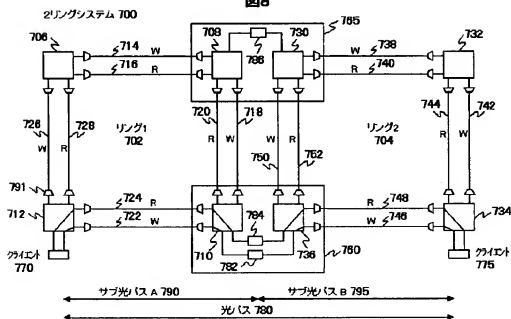 図8
2リングシステム 700
765
706
714
W
708
786
730
738
W
732
716
R
740
R
720
718
744
742
726
728
リング1
702
R
W
W
R
リング2
704
R
W
W
R
750
752
791
712
724
R
748
R
734
722
W
746
W
784
クライアント
770
710
782
736
760
クライアント
775
サブ光パス A 790
サブ光パス B 795
光パス 780